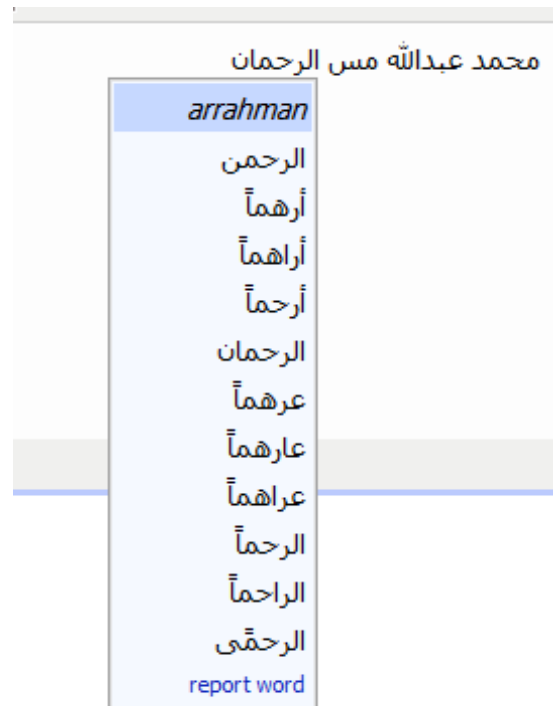 محمد عبدالله مس الرحمان
arrahman
الرحمن
أرهماً
أراهماً
أرحماً
الرحمان
عرهماً
عارهماً
عراهماً
الرحماً
الراحماً
الرحمًى
report word